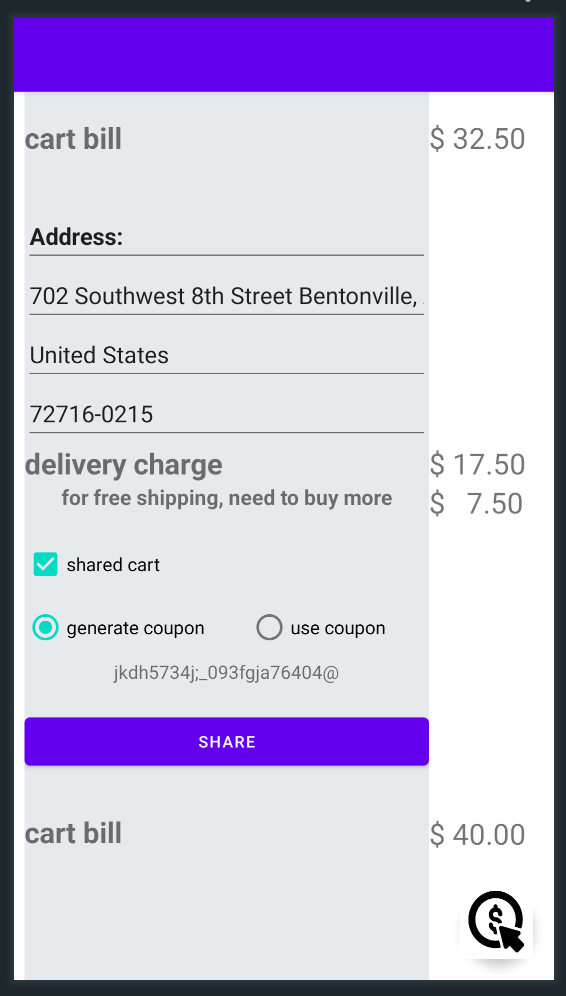 cart bill $ 32.50
Address:
702 Southwest 8th Street Bentonville,
United States
72716-0215
delivery charge $ 17.50
for free shipping, need to buy more $ 7.50
shared cart
generate coupon use coupon
jkdh5734j;_093fgja76404@
SHARE
cart bill $ 40.00
$